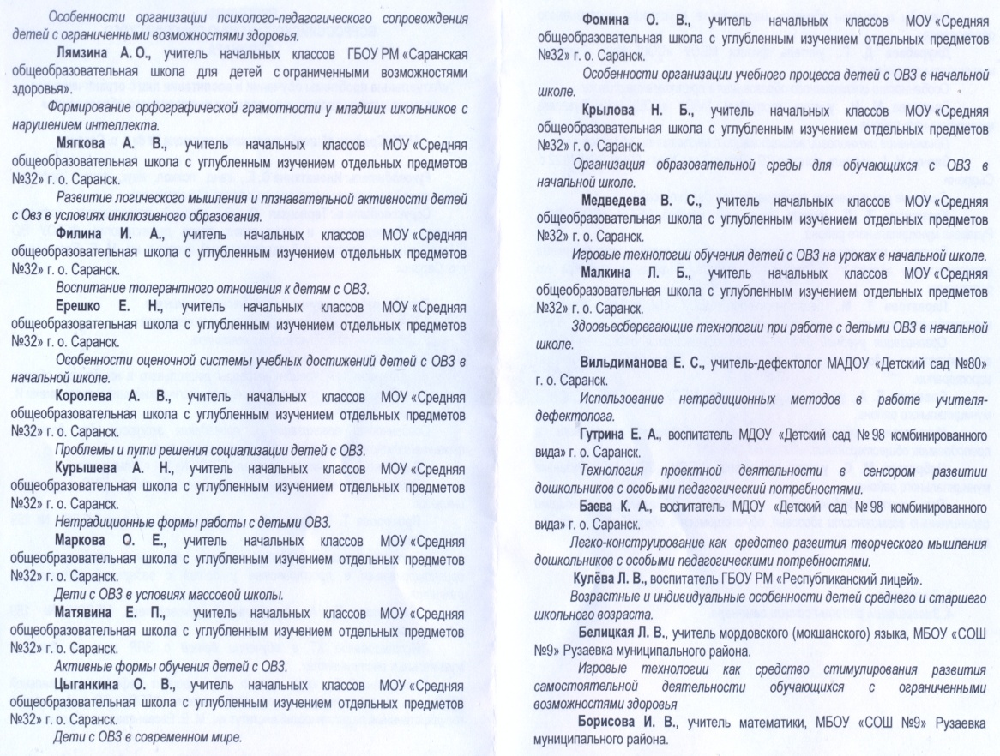 Особенности организации психолого-педагогического сопровождения
детей с ограниченными возможностями здоровья.
Лямзина А. О., учитель начальных классов ГБОУ РМ «Саранская
общеобразовательная школа для детей с ограниченными возможностями
здоровья».
Формирование орфографической грамотности у младших школьников с
нарушением интеллекта.
Мягкова А. В., учитель начальных классов МОУ «Средняя
общеобразовательная школа с углубленным изучением отдельных предметов
№32» г. о. Саранск.
Развитие логического мышления и плзнавательной активности детей
с Овз в условиях инклюзивного образования.
Филина И. А., учитель начальных классов МОУ «Средняя
общеобразовательная школа с углубленным изучением отдельных предметов
№32» г. о. Саранск.
Воспитание толерантного отношения к детям с ОВЗ.
Ерешко Е. Н., учитель начальных классов МОУ «Средняя
общеобразовательная школа с углубленным изучением отдельных предметов
№32» г. о. Саранск.
Особенности оценочной системы учебных достижений детей с ОВЗ в
начальной школе.
Королева А. В., учитель начальных классов МОУ «Средняя
общеобразовательная школа с углубленным изучением отдельных предметов
№32» г. о. Саранск.
Проблемы и пути решения социализации детей с ОВЗ.
Курышева А. Н., учитель начальных классов МОУ «Средняя
общеобразовательная школа с углубленным изучением отдельных предметов
№32» г. о. Саранск.
Нетрадиционные формы работы с детьми ОВЗ.
Маркова О. Е., учитель начальных классов МОУ «Средняя
общеобразовательная школа с углубленным изучением отдельных предметов
№32» г. о. Саранск.
Дети с ОВЗ в условиях массовой школы.
Матявина Е. П., учитель начальных классов МОУ «Средняя
общеобразовательная школа с углубленным изучением отдельных предметов
№32» г. о. Саранск.
Активные формы обучения детей с ОВЗ.
Цыганкина О. В., учитель начальных классов МОУ «Средняя
общеобразовательная школа с углубленным изучением отдельных предметов
№32» г. о. Саранск.
Дети с ОВЗ в современном мире.
Фомина О. В., учитель начальных классов МОУ «Средняя
общеобразовательная школа с углубленным изучением отдельных предметов
№32» г. о. Саранск.
Особенности организации учебного процесса детей с ОВЗ в начальной
школе.
Крылова Н. Б., учитель начальных классов МОУ «Средняя
общеобразовательная школа с углубленным изучением отдельных предметов
№32» г. о. Саранск.
Организация образовательной среды для обучающихся с ОВЗ в
начальной школе.
Медведева В. С., учитель начальных классов МОУ «Средняя
общеобразовательная школа с углубленным изучением отдельных предметов
№32» г. о. Саранск.
Игровые технологии обучения детей с ОВЗ на уроках в начальной школе.
Малкина Л. Б., учитель начальных классов МОУ «Средняя
общеобразовательная школа с углубленным изучением отдельных предметов
№32» г. о. Саранск.
Здоовьесберегающие технологии при работе с детьми ОВЗ в начальной
школе.
Вильдиманова Е. С., учитель-дефектолог МАДОУ «Детский сад №80»
г. о. Саранск.
Использование нетрадиционных методов в работе учителя-
дефектолога.
Гутрина Е. А., воспитатель МДОУ «Детский сад №98 комбинированного
вида» г. о. Саранск.
Технология проектной деятельности в сенсором развитии
дошкольников с особыми педагогический потребностями.
Баева К. А., воспитатель МДОУ «Детский сад №98 комбинированного
вида» г. о. Саранск.
Легко-конструирование как средство развития творческого мышления
дошкольников с особыми педагогическими потребностями.
Кулёва Л. В., воспитатель ГБОУ РМ «Республиканский лицей».
Возрастные и индивидуальные особенности детей среднего и старшего
школьного возраста.
Белицкая Л. В., учитель мордовского (мокшанского) языка, МБОУ «СОШ
№9» Рузаевка муниципального района.
Игровые технологии как средство стимулирования развития
самостоятельной деятельности обучающихся с ограниченными
возможностями здоровья
Борисова И. В., учитель математики, МБОУ «СОШ №9» Рузаевка
муниципального района.